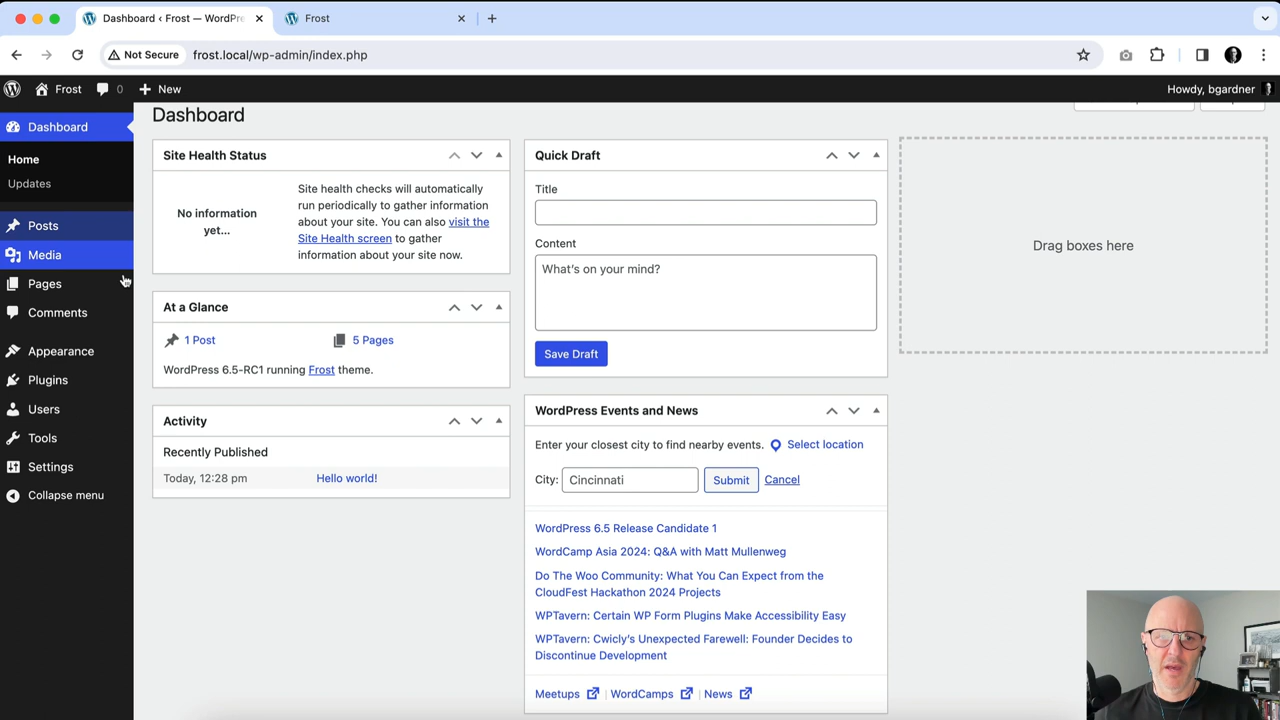 Dashboard ‹ Frost — WordPre
Frost
Not Secure
frost.local/wp-admin/index.php
Frost
0
New
Howdy, bgardner
Dashboard
Home
Updates
Posts
Media
Pages
Comments
Appearance
Plugins
Users
Tools
Settings
Collapse menu
Dashboard
Site Health Status
No information
yet...
Site health checks will automatically
run periodically to gather information
about your site. You can also visit the
Site Health screen to gather
information about your site now.
At a Glance
1 Post
5 Pages
WordPress 6.5-RC1 running Frost theme.
Activity
Recently Published
Today, 12:28 pm
Hello world!
Quick Draft
Title
Content
What's on your mind?
Save Draft
WordPress Events and News
Enter your closest city to find nearby events.
Select location
City:
Cincinnati
Submit
Cancel
WordPress 6.5 Release Candidate 1
WordCamp Asia 2024: Q&A with Matt Mullenweg
Do The Woo Community: What You Can Expect from the
CloudFest Hackathon 2024 Projects
WPTavern: Certain WP Form Plugins Make Accessibility Easy
WPTavern: Cwicly's Unexpected Farewell: Founder Decides to
Discontinue Development
Meetups | WordCamps | News
Drag boxes here